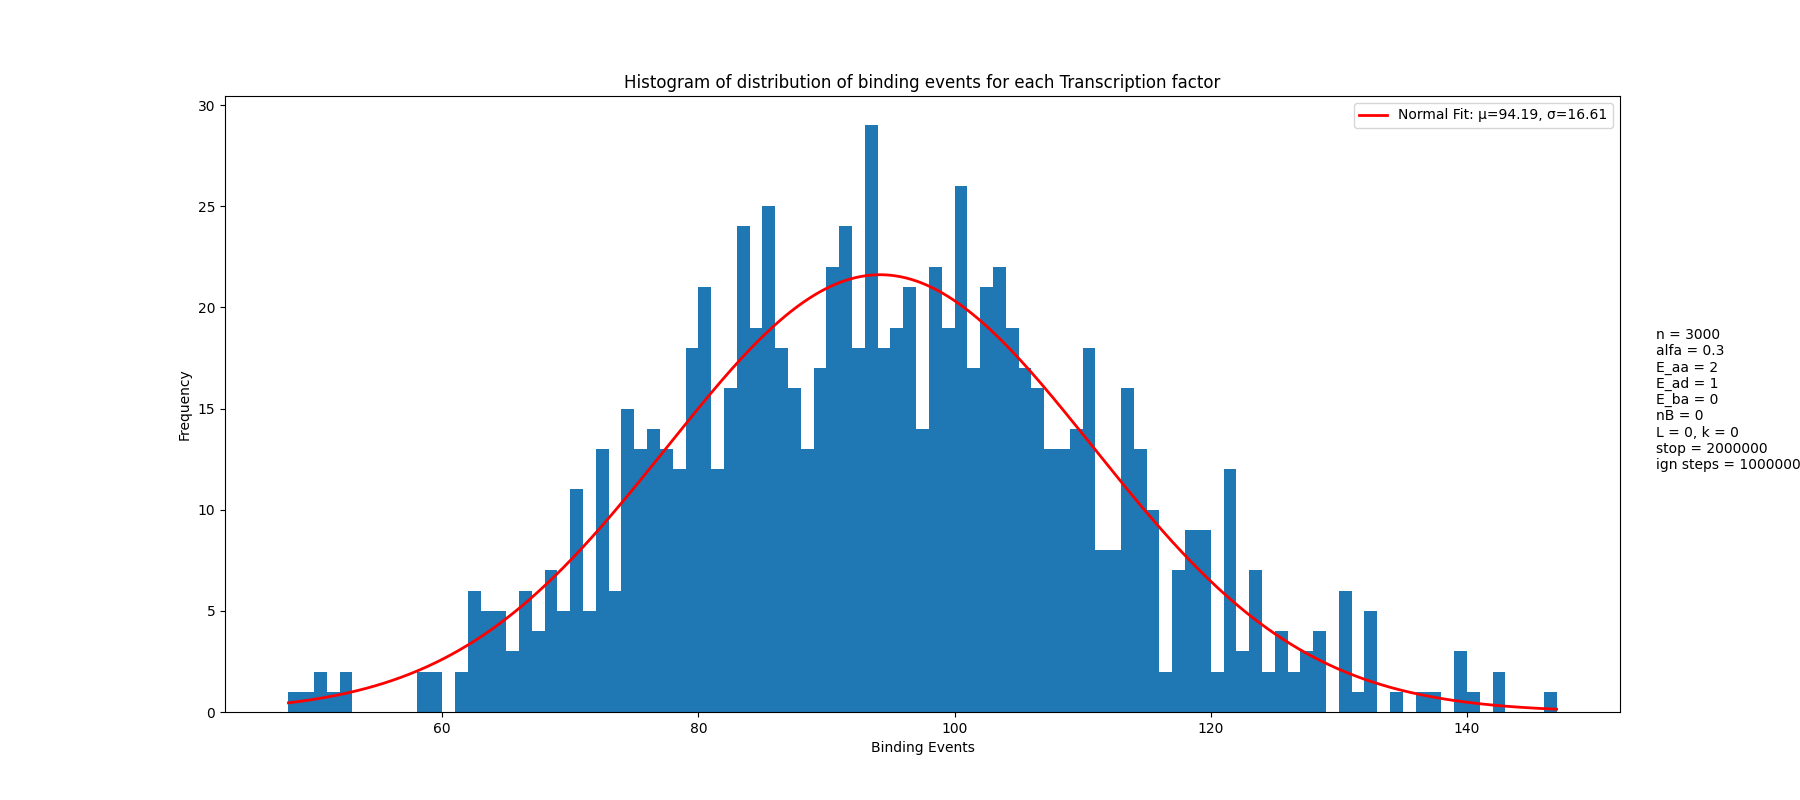 Histogram of distribution of binding events for each Transcription factor
30
25
20
15
10
5
0
Frequency
Normal Fit: μ=94.19, σ=16.61
60
80
100
120
140
Binding Events
n = 3000
alfa = 0.3
E_aa = 2
E_ad = 1
E_ba = 0
nB = 0
L = 0, k = 0
stop = 2000000
ign steps = 1000000